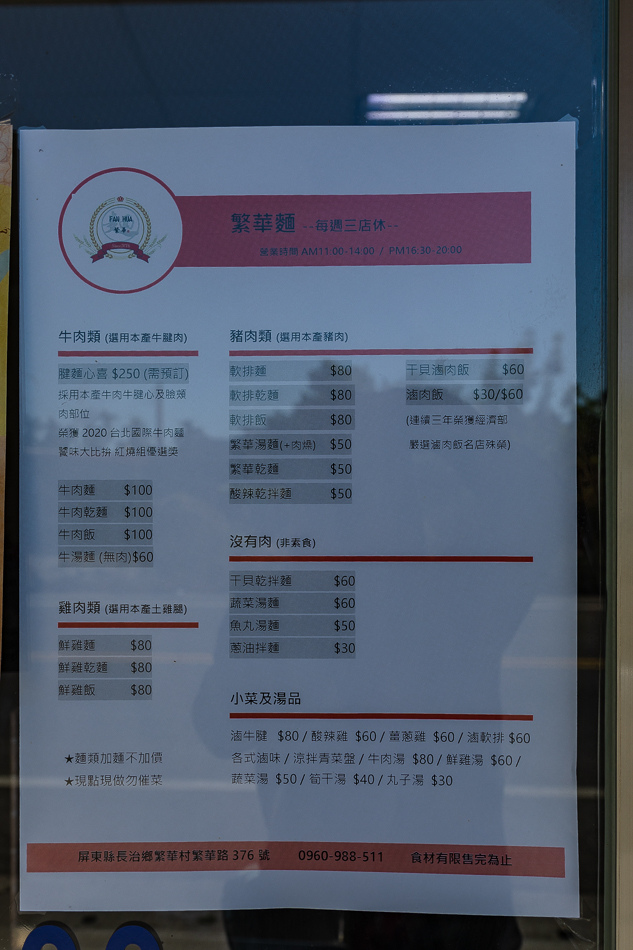 FAN HUA
繁華
繁華麵 --每週三店休--
營業時間 AM11:00-14:00 / PM16:30-20:00
牛肉類 (選用本產牛腱肉)
腱麵心喜 $250 (需預訂)
採用本產牛肉牛腱心及臉頰
肉部位
榮獲 2020 台北國際牛肉麵
饕味大比拚 紅燒組優選獎
牛肉麵 $100
牛肉乾麵 $100
牛肉飯 $100
牛湯麵 (無肉)$60
雞肉類 (選用本產土雞腿)
鮮雞麵 $80
鮮雞乾麵 $80
鮮雞飯 $80
★麵類加麵不加價
★現點現做勿催菜
豬肉類 (選用本產豬肉)
軟排麵 $80
軟排乾麵 $80
軟排飯 $80
繁華湯麵(+肉燥) $50
繁華乾麵 $50
酸辣乾拌麵 $50
干貝滷肉飯 $60
滷肉飯 $30/$60
(連續三年榮獲經濟部
嚴選滷肉飯名店殊榮)
沒有肉 (非素食)
干貝乾拌麵 $60
蔬菜湯麵 $60
魚丸湯麵 $50
蔥油拌麵 $30
小菜及湯品
滷牛腱 $80 / 酸辣雞 $60 / 薑蔥雞 $60 / 滷軟排 $60
各式滷味 / 涼拌青菜盤 / 牛肉湯 $80 / 鮮雞湯 $60 /
蔬菜湯 $50 / 筍干湯 $40 / 丸子湯 $30
屏東縣長治鄉繁華村繁華路 376 號 0960-988-511 食材有限售完為止